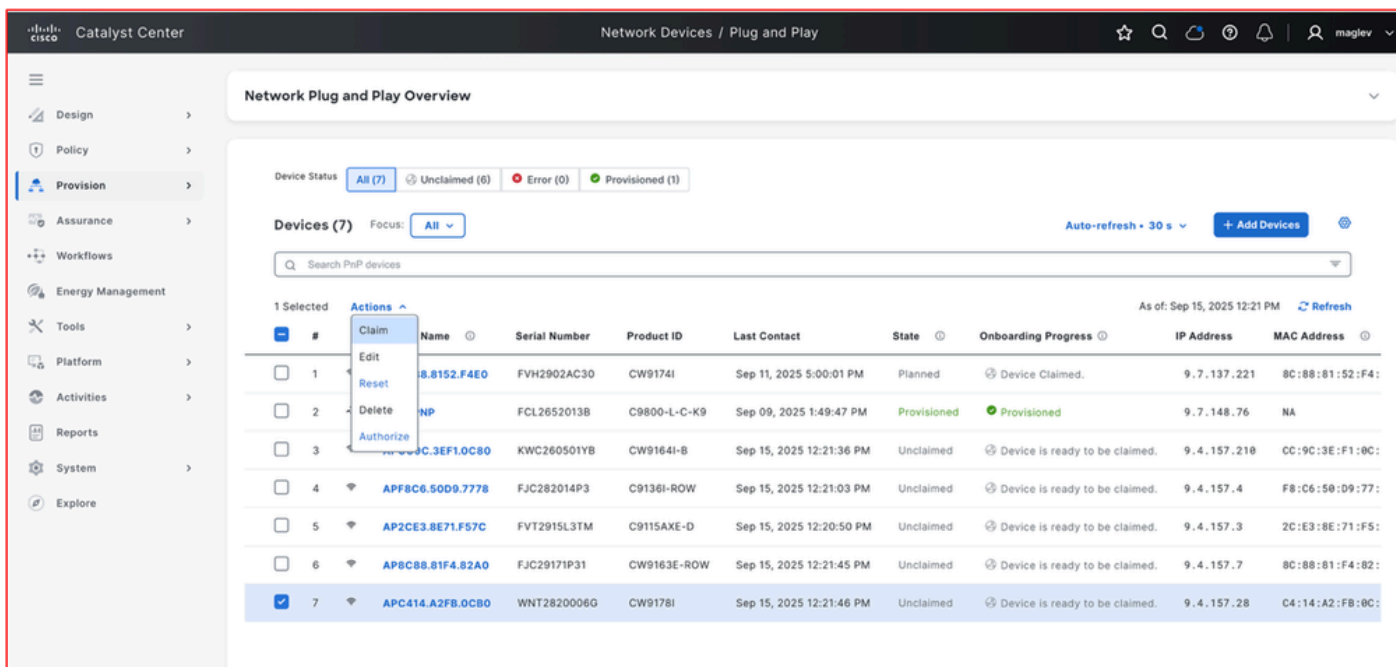 cisco Catalyst Center Network Devices / Plug and Play maglev
Design
Policy
Provision
Assurance
Workflows
Energy Management
Tools
Platform
Activities
Reports
System
Explore
Network Plug and Play Overview
Device Status All (7) Unclaimed (6) Error (0) Provisioned (1)
Devices (7) Focus: All Auto-refresh • 30 s + Add Devices
Search PnP devices
1 Selected Actions As of: Sep 15, 2025 12:21 PM Refresh
Claim
Edit
Reset
Delete
Authorize
# Name Serial Number Product ID Last Contact State Onboarding Progress IP Address MAC Address
1 8.8152.F4E0 FVH2902AC30 CW9174I Sep 11, 2025 5:00:01 PM Planned Device Claimed. 9.7.137.221 8C:88:81:52:F4:
2 NP FCL2652013B C9800-L-C-K9 Sep 09, 2025 1:49:47 PM Provisioned Provisioned 9.7.148.76 NA
3 C.3EF1.0C80 KWC260501YB CW9164I-B Sep 15, 2025 12:21:36 PM Unclaimed Device is ready to be claimed. 9.4.157.210 CC:9C:3E:F1:0C:
4 APF8C6.50D9.7778 FJC282014P3 C9136I-ROW Sep 15, 2025 12:21:03 PM Unclaimed Device is ready to be claimed. 9.4.157.4 F8:C6:50:D9:77:
5 AP2CE3.8E71.F57C FVT2915L3TM C9115AXE-D Sep 15, 2025 12:20:50 PM Unclaimed Device is ready to be claimed. 9.4.157.3 2C:E3:8E:71:F5:
6 AP8C88.81F4.82A0 FJC29171P31 CW9163E-ROW Sep 15, 2025 12:21:45 PM Unclaimed Device is ready to be claimed. 9.4.157.7 8C:88:81:F4:82:
7 APC414.A2FB.0CB0 WNT2820006G CW9178I Sep 15, 2025 12:21:46 PM Unclaimed Device is ready to be claimed. 9.4.157.28 C4:14:A2:FB:0C: